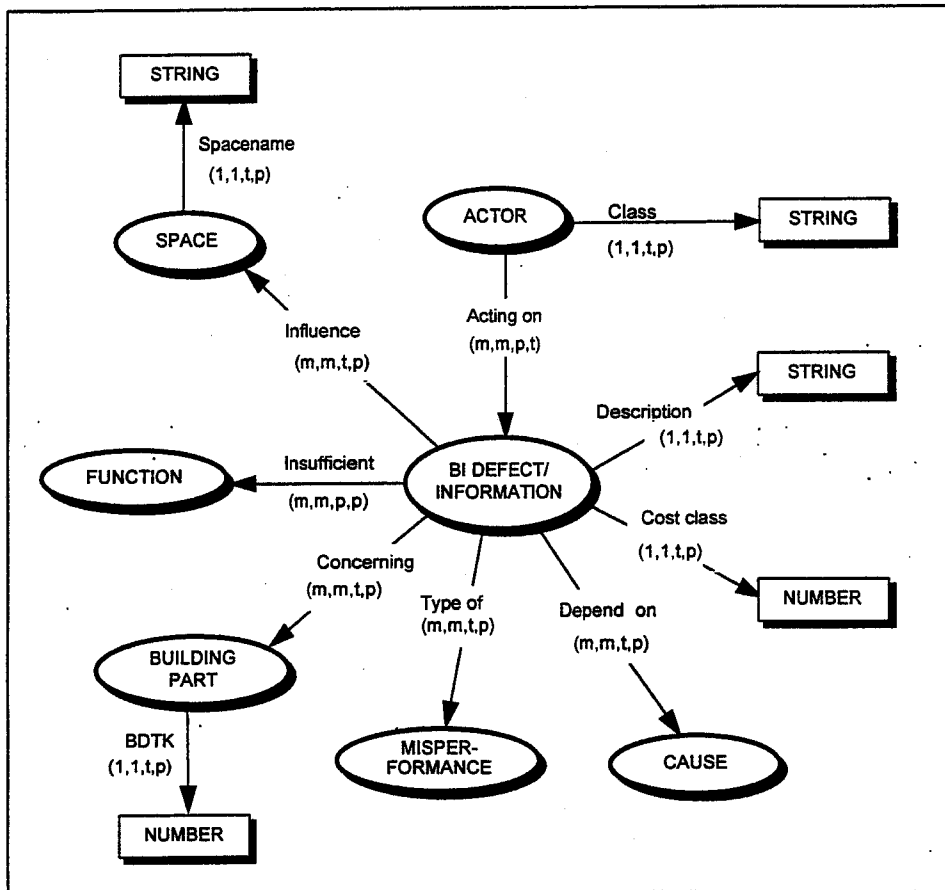 STRING
Spacename
(1,1,t,p)
SPACE
ACTOR
Class
(1,1,t,p)
STRING
Acting on
(m,m,p,t)
Influence
(m,m,t,p)
STRING
Description
(1,1,t,p)
FUNCTION
Insufficient
(m,m,p,p)
BI DEFECT/
INFORMATION
Cost class
(1,1,t,p)
NUMBER
Concerning
(m,m,t,p)
Type of
(m,m,t,p)
Depend on
(m,m,t,p)
BUILDING
PART
BDTK
(1,1,t,p)
NUMBER
MISPER-
FORMANCE
CAUSE